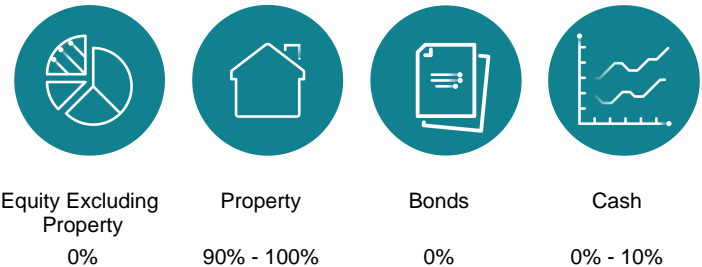 Equity Excluding Property
Property
Bonds
Cash
0%
90% - 100%
0%
0% - 10%